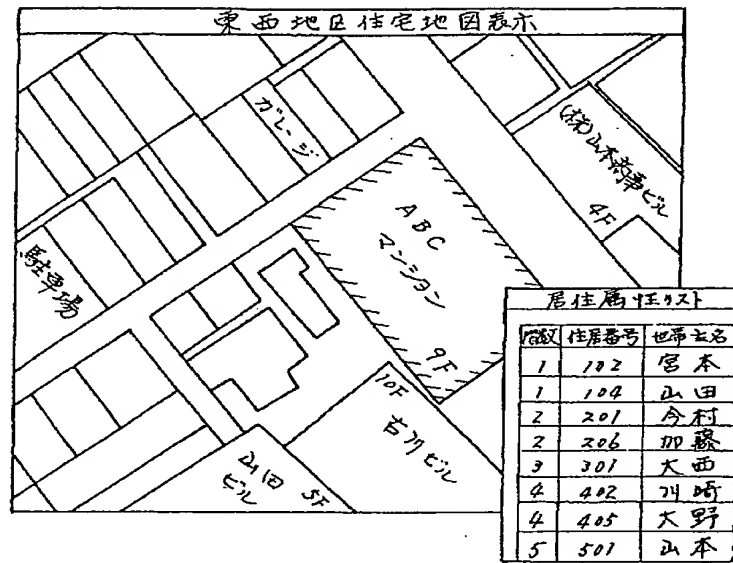 東西地区住宅地図表示
ガレージ
(株)山本商事ビル
4F
ABC
マンション
9F
駐車場
10F
古川ビル
山田
ビル 5F
居住属性リスト
階数 住居番号 世帯主名
1 102 宮本
1 104 山田
2 201 今村
2 206 加藤
3 301 大西
4 402 川崎
4 405 大野
5 501 山本